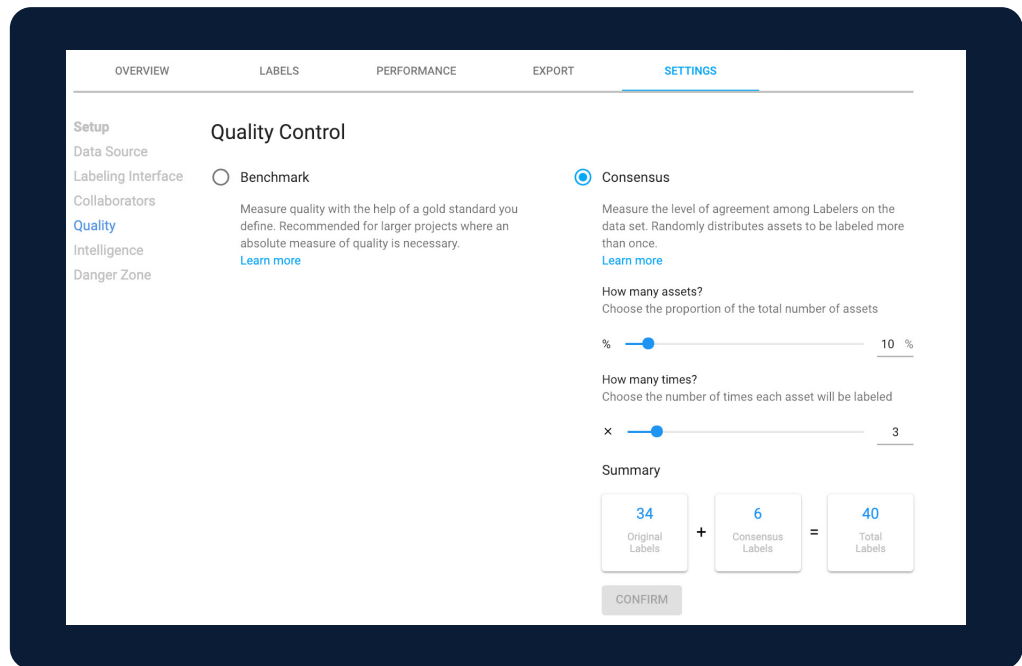 OVERVIEW LABELS PERFORMANCE EXPORT SETTINGS
Setup
Data Source
Labeling Interface
Collaborators
Quality
Intelligence
Danger Zone
Quality Control
Benchmark
Measure quality with the help of a gold standard you
define. Recommended for larger projects where an
absolute measure of quality is necessary.
Learn more
Consensus
Measure the level of agreement among Labelers on the
data set. Randomly distributes assets to be labeled more
than once.
Learn more
How many assets?
Choose the proportion of the total number of assets
% 10 %
How many times?
Choose the number of times each asset will be labeled
× 3
Summary
34 + 6 = 40
Original Consensus Total
Labels Labels Labels
CONFIRM